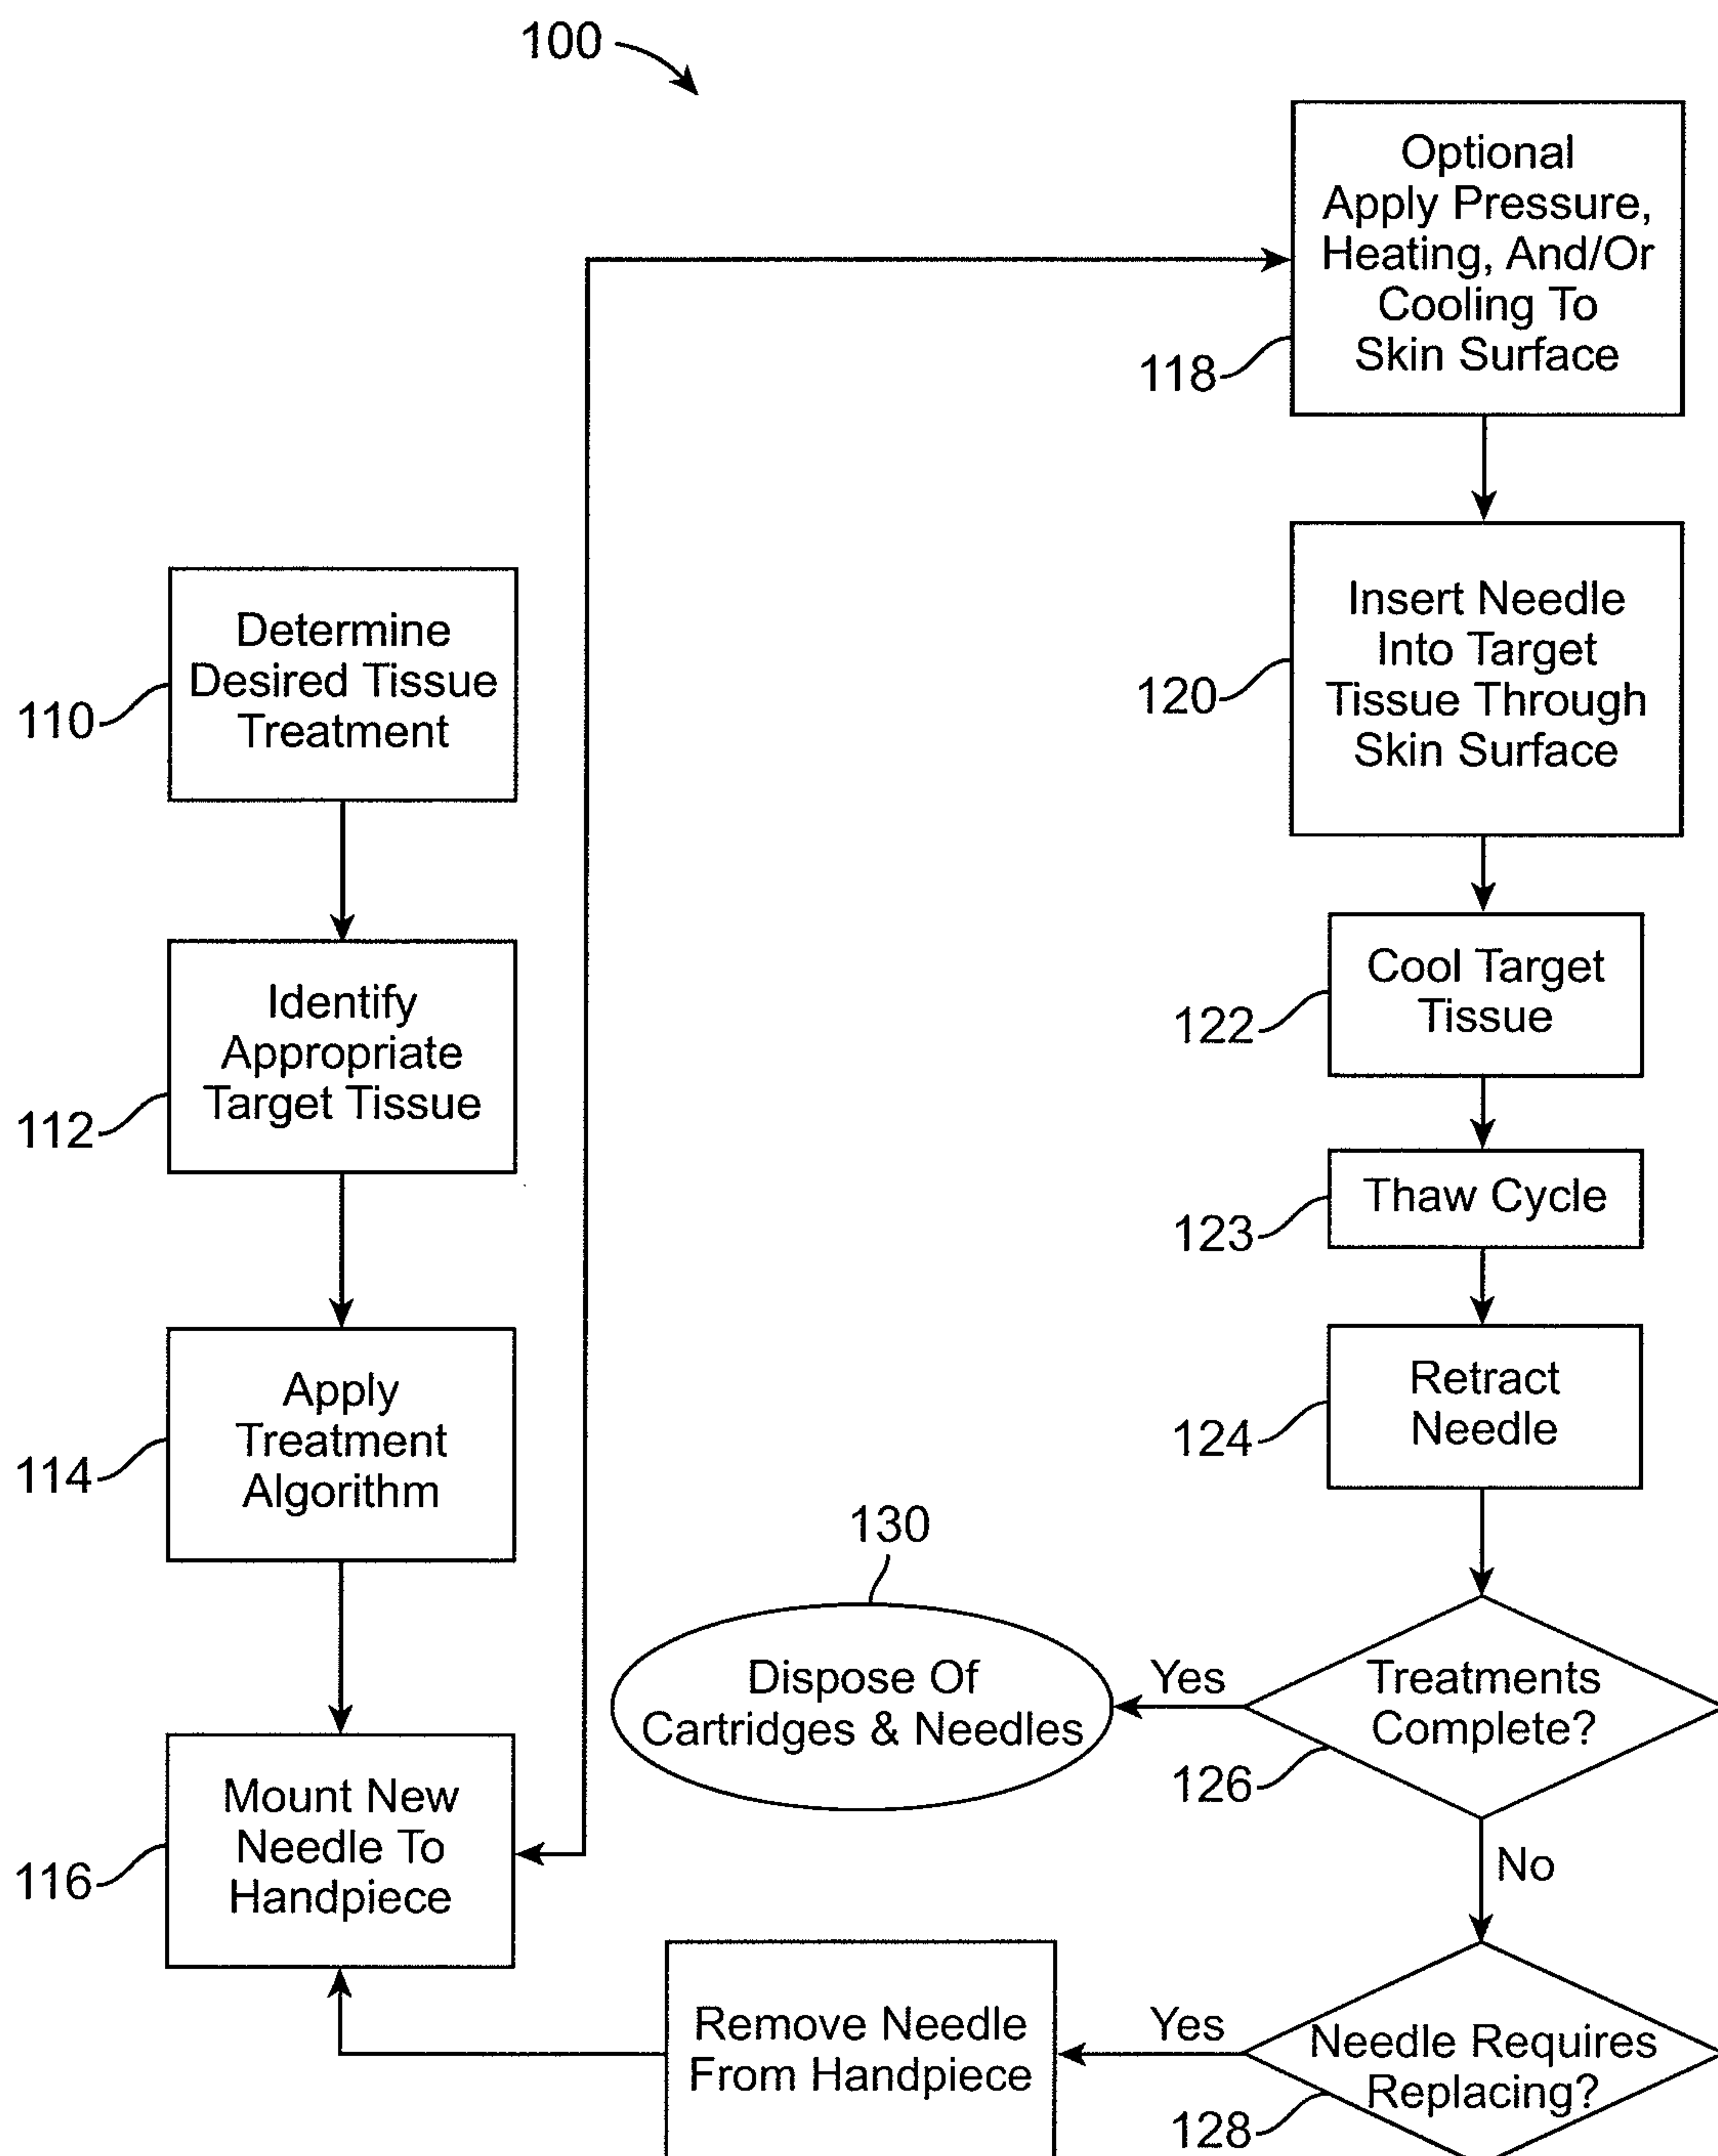 100
Optional
Apply Pressure,
Heating, And/Or
Cooling To
Skin Surface
118
Determine
Desired Tissue
Treatment
110
Insert Needle
Into Target
Tissue Through
Skin Surface
120
Identify
Appropriate
Target Tissue
112
Cool Target
Tissue
122
Thaw Cycle
123
Apply
Treatment
Algorithm
114
Retract
Needle
124
130
Dispose Of
Cartridges & Needles
Yes
Treatments
Complete?
126
Mount New
Needle To
Handpiece
116
No
Remove Needle
From Handpiece
Yes
Needle Requires
Replacing?
128